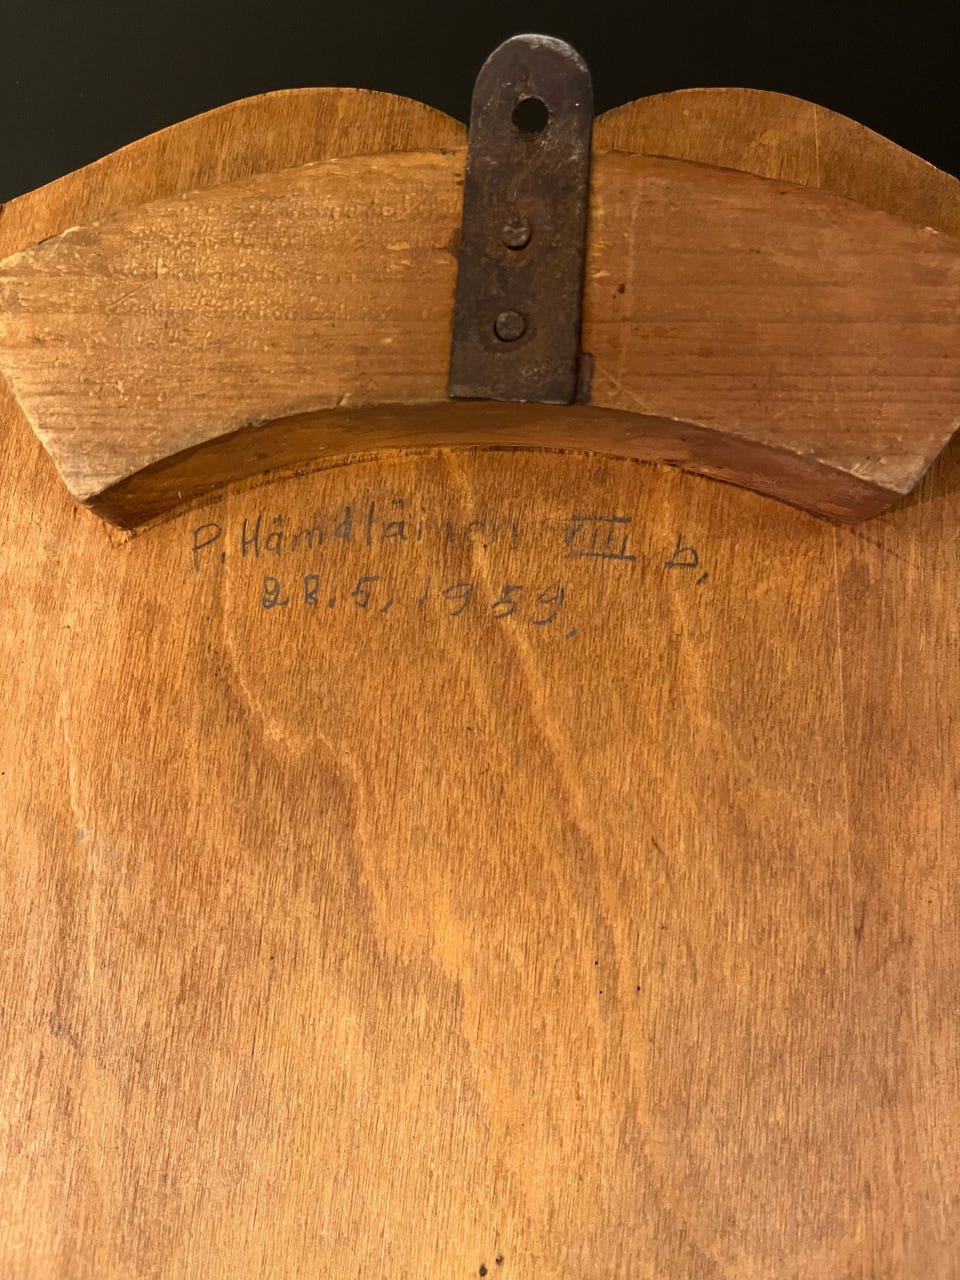 P. Hämäläinen VIII b.
28.5. 1959.